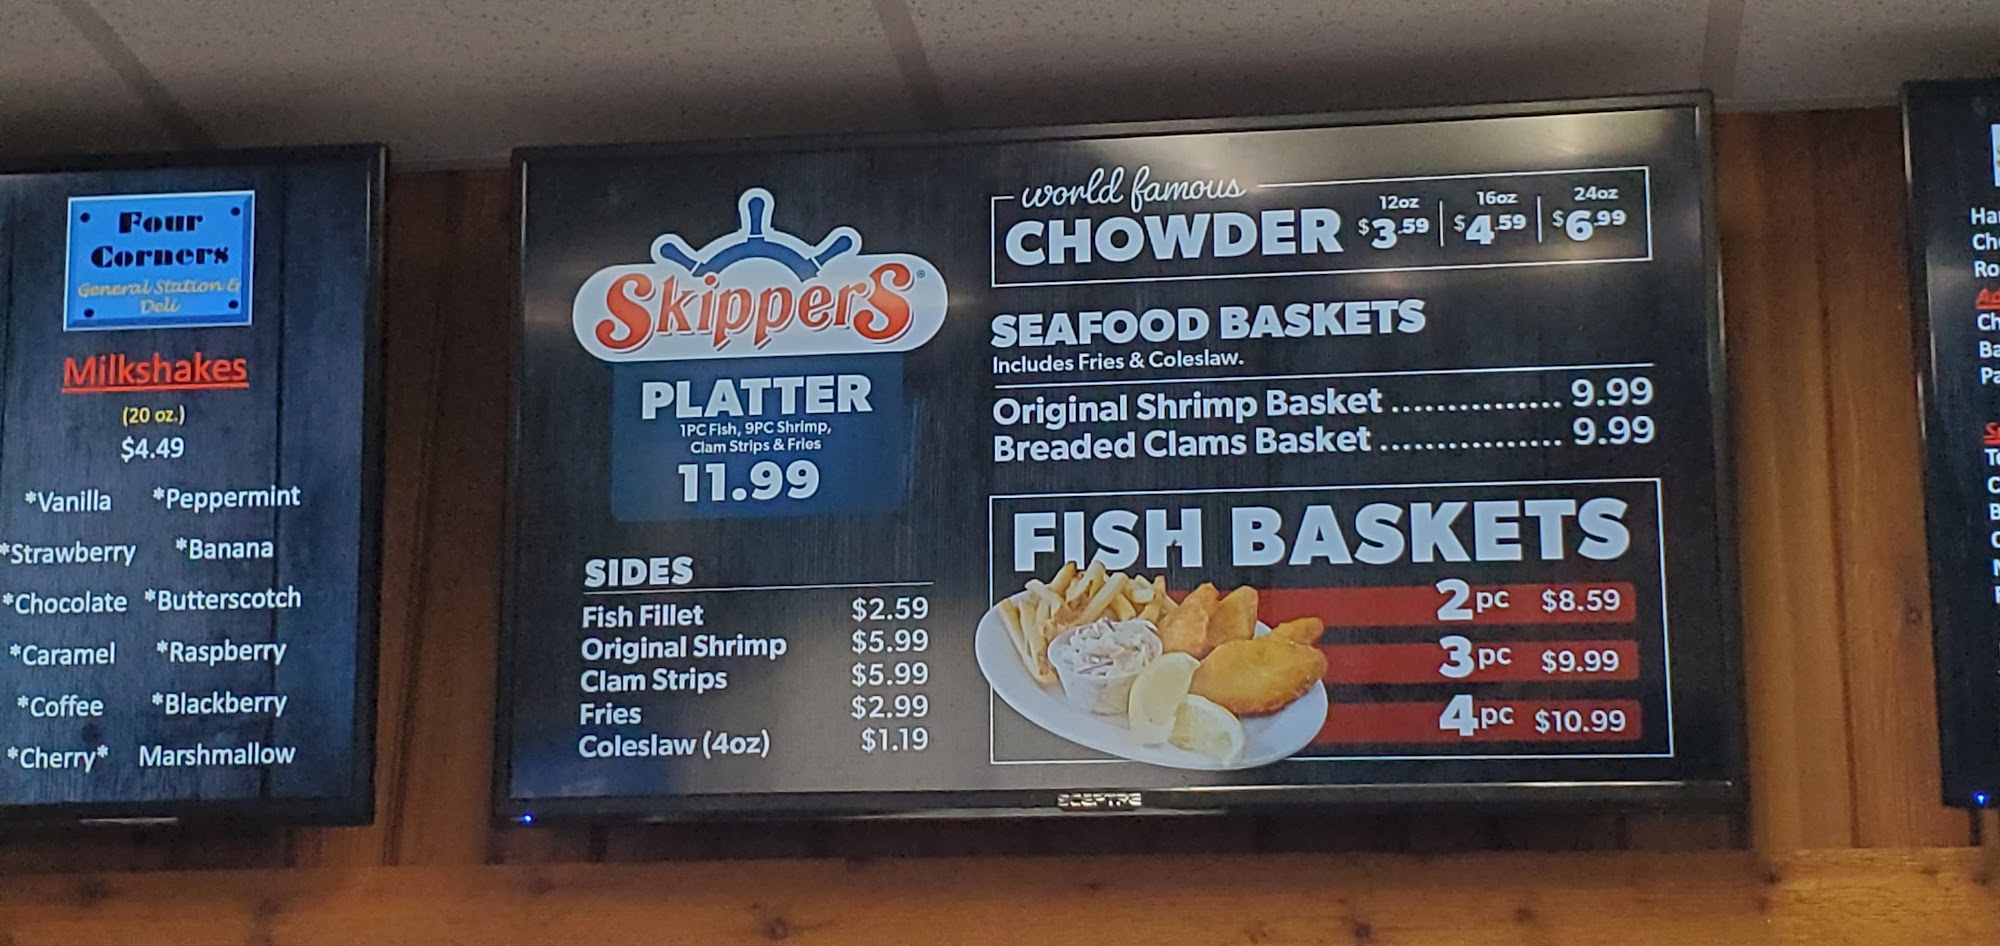 Four
Corners
General Station &
Deli
Milkshakes
(20 oz.)
$4.49
*Vanilla *Peppermint
*Strawberry *Banana
*Chocolate *Butterscotch
*Caramel *Raspberry
*Coffee *Blackberry
*Cherry* Marshmallow
Skippers®
PLATTER
1PC Fish, 9PC Shrimp,
Clam Strips & Fries
11.99
SIDES
Fish Fillet $2.59
Original Shrimp $5.99
Clam Strips $5.99
Fries $2.99
Coleslaw (4oz) $1.19
world famous
CHOWDER
12oz 16oz 24oz
$3.59 $4.59 $6.99
SEAFOOD BASKETS
Includes Fries & Coleslaw.
Original Shrimp Basket ............... 9.99
Breaded Clams Basket ................ 9.99
FISH BASKETS
2pc $8.59
3pc $9.99
4pc $10.99
SCEPTRE